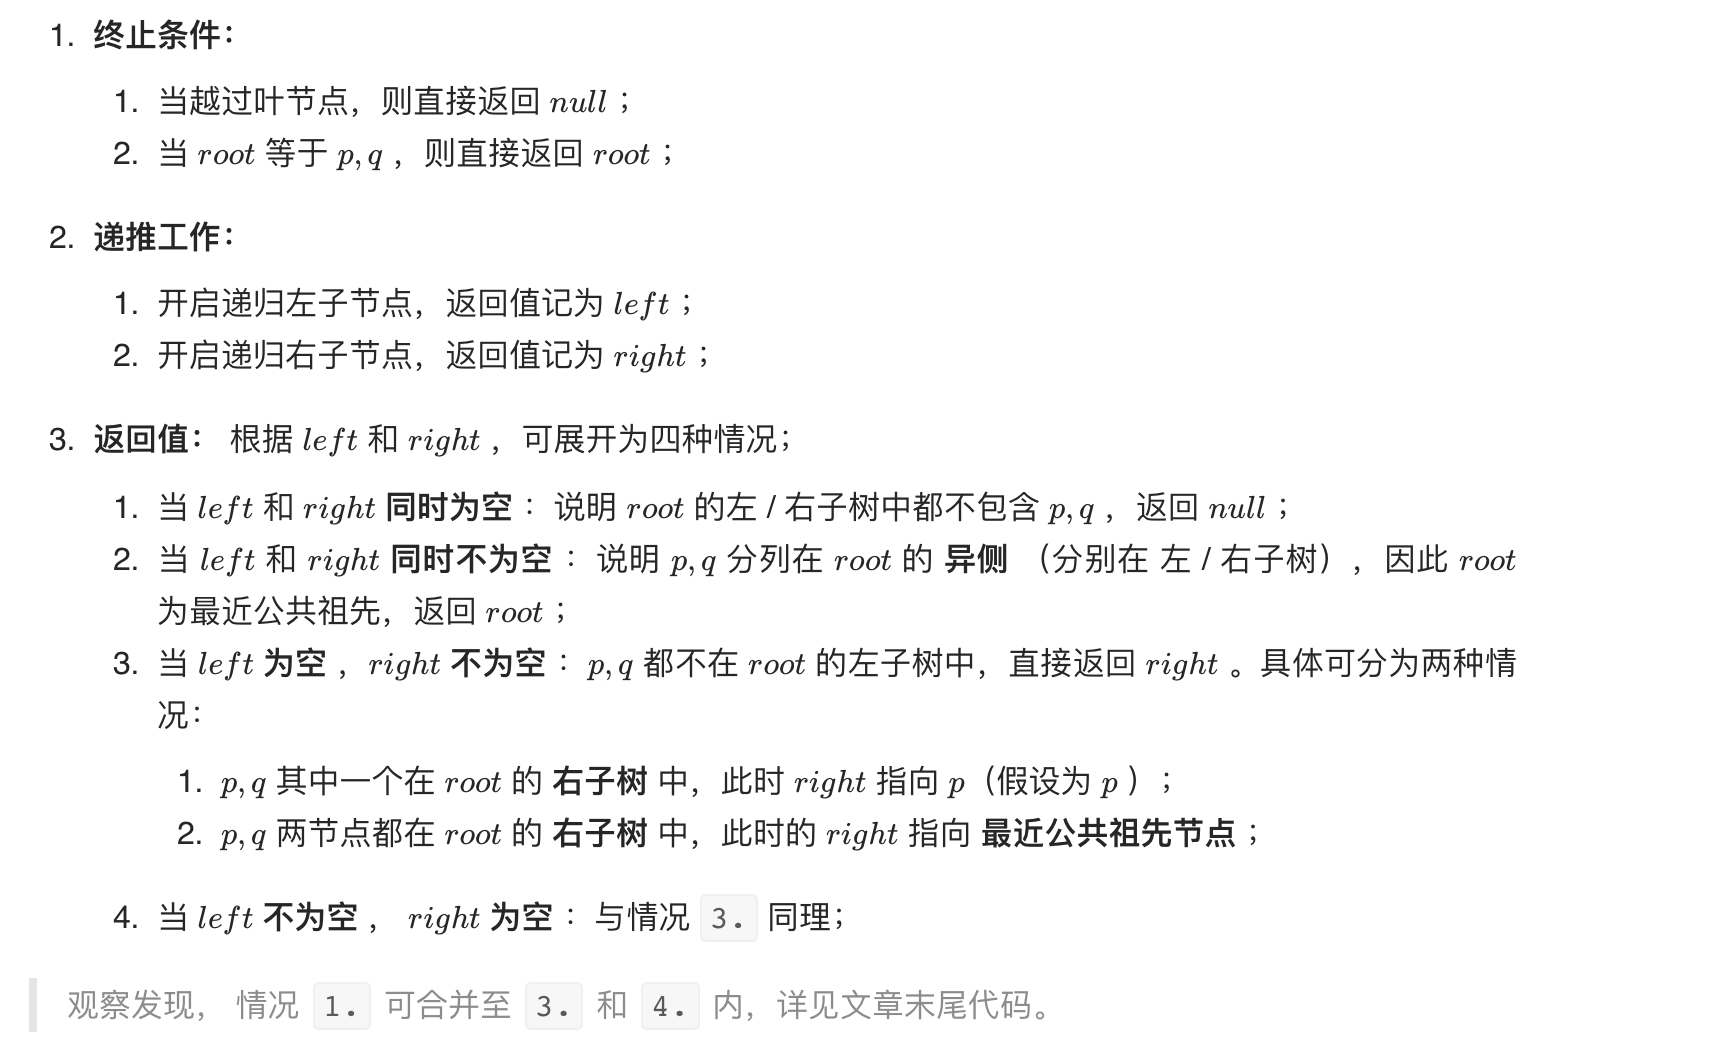 1. 终止条件：
1. 当越过叶节点，则直接返回 null ；
2. 当 root 等于 p, q ，则直接返回 root ；
2. 递推工作：
1. 开启递归左子节点，返回值记为 left ；
2. 开启递归右子节点，返回值记为 right ；
3. 返回值： 根据 left 和 right ，可展开为四种情况；
1. 当 left 和 right 同时为空 ：说明 root 的左 / 右子树中都不包含 p, q ，返回 null ；
2. 当 left 和 right 同时不为空 ：说明 p, q 分列在 root 的 异侧 （分别在 左 / 右子树），因此 root
为最近公共祖先，返回 root ；
3. 当 left 为空 ，right 不为空 ：p, q 都不在 root 的左子树中，直接返回 right 。具体可分为两种情
况：
1. p, q 其中一个在 root 的 右子树 中，此时 right 指向 p（假设为 p ）；
2. p, q 两节点都在 root 的 右子树 中，此时的 right 指向 最近公共祖先节点 ；
4. 当 left 不为空 ， right 为空 ：与情况 3. 同理；
观察发现， 情况 1. 可合并至 3. 和 4. 内，详见文章末尾代码。